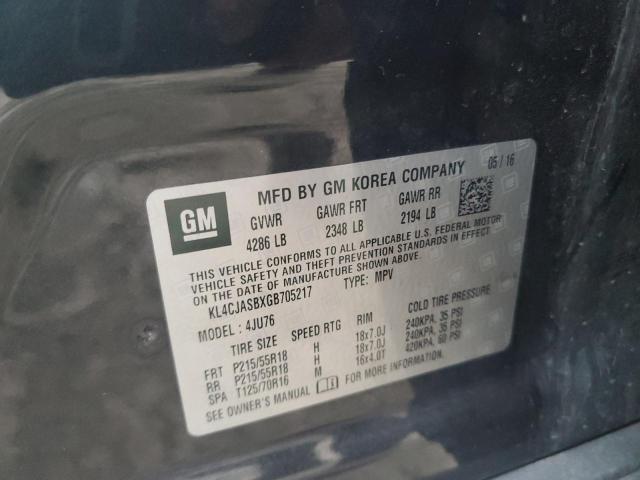 GM
MFD BY GM KOREA COMPANY 05/16
GVWR GAWR FRT GAWR RR
4286 LB 2348 LB 2194 LB
THIS VEHICLE CONFORMS TO ALL APPLICABLE U.S. FEDERAL MOTOR
VEHICLE SAFETY AND THEFT PREVENTION STANDARDS IN EFFECT
ON THE DATE OF MANUFACTURE SHOWN ABOVE.
KL4CJASBXGB705217 TYPE: MPV
MODEL: 4JU76
TIRE SIZE SPEED RTG RIM COLD TIRE PRESSURE
FRT P215/55R18 H 18x7.0J 240KPA, 35 PSI
RR P215/55R18 H 18x7.0J 240KPA, 35 PSI
SPA T125/70R16 M 16x4.0T 420KPA, 60 PSI
SEE OWNER'S MANUAL FOR MORE INFORMATION.